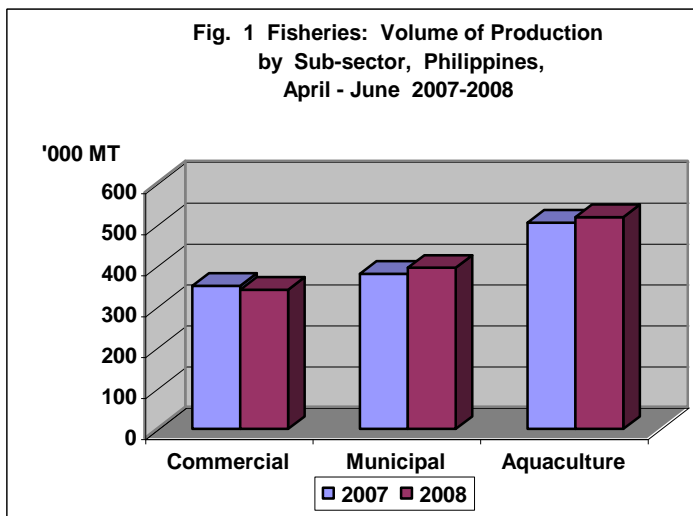 Fig. 1 Fisheries: Volume of Production
by Sub-sector, Philippines,
April - June 2007-2008
'000 MT
600
500
400
300
200
100
0
Commercial
Municipal
Aquaculture
2007
2008